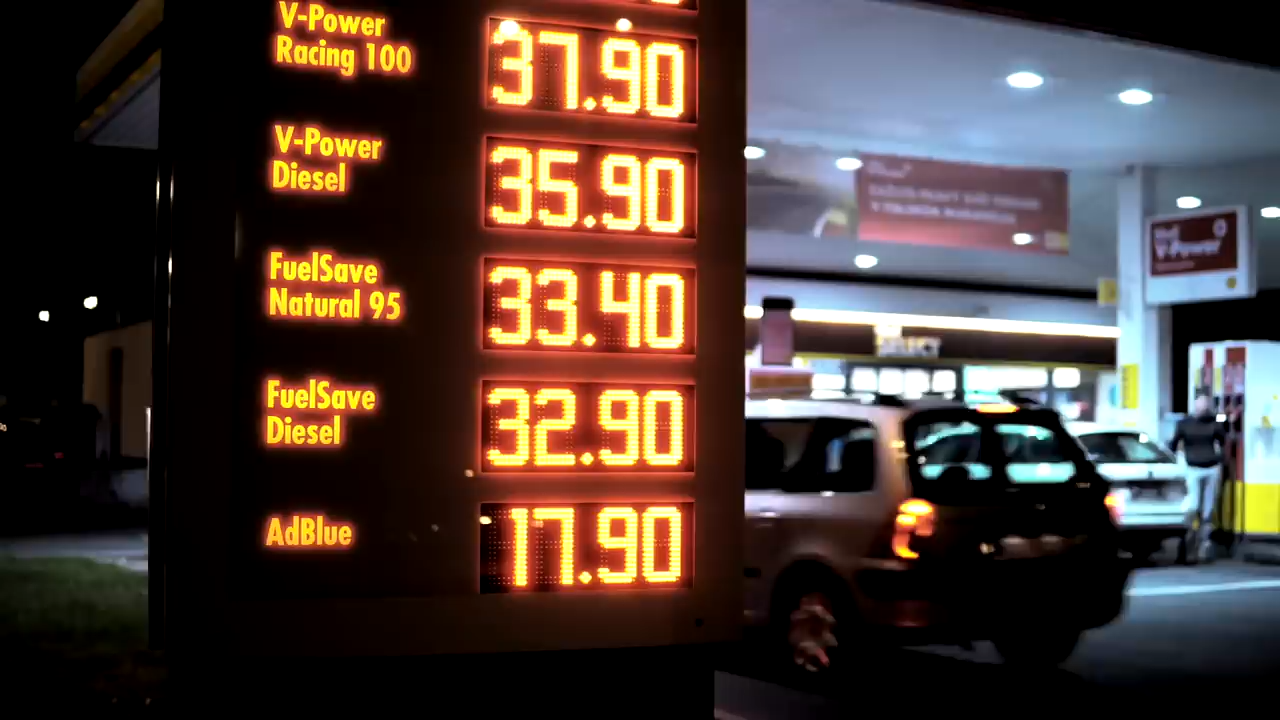 V-Power
Racing 100
37.90
V-Power
Diesel
35.90
FuelSave
Natural 95
33.40
FuelSave
Diesel
32.90
AdBlue
17.90
SELECT
V-Power